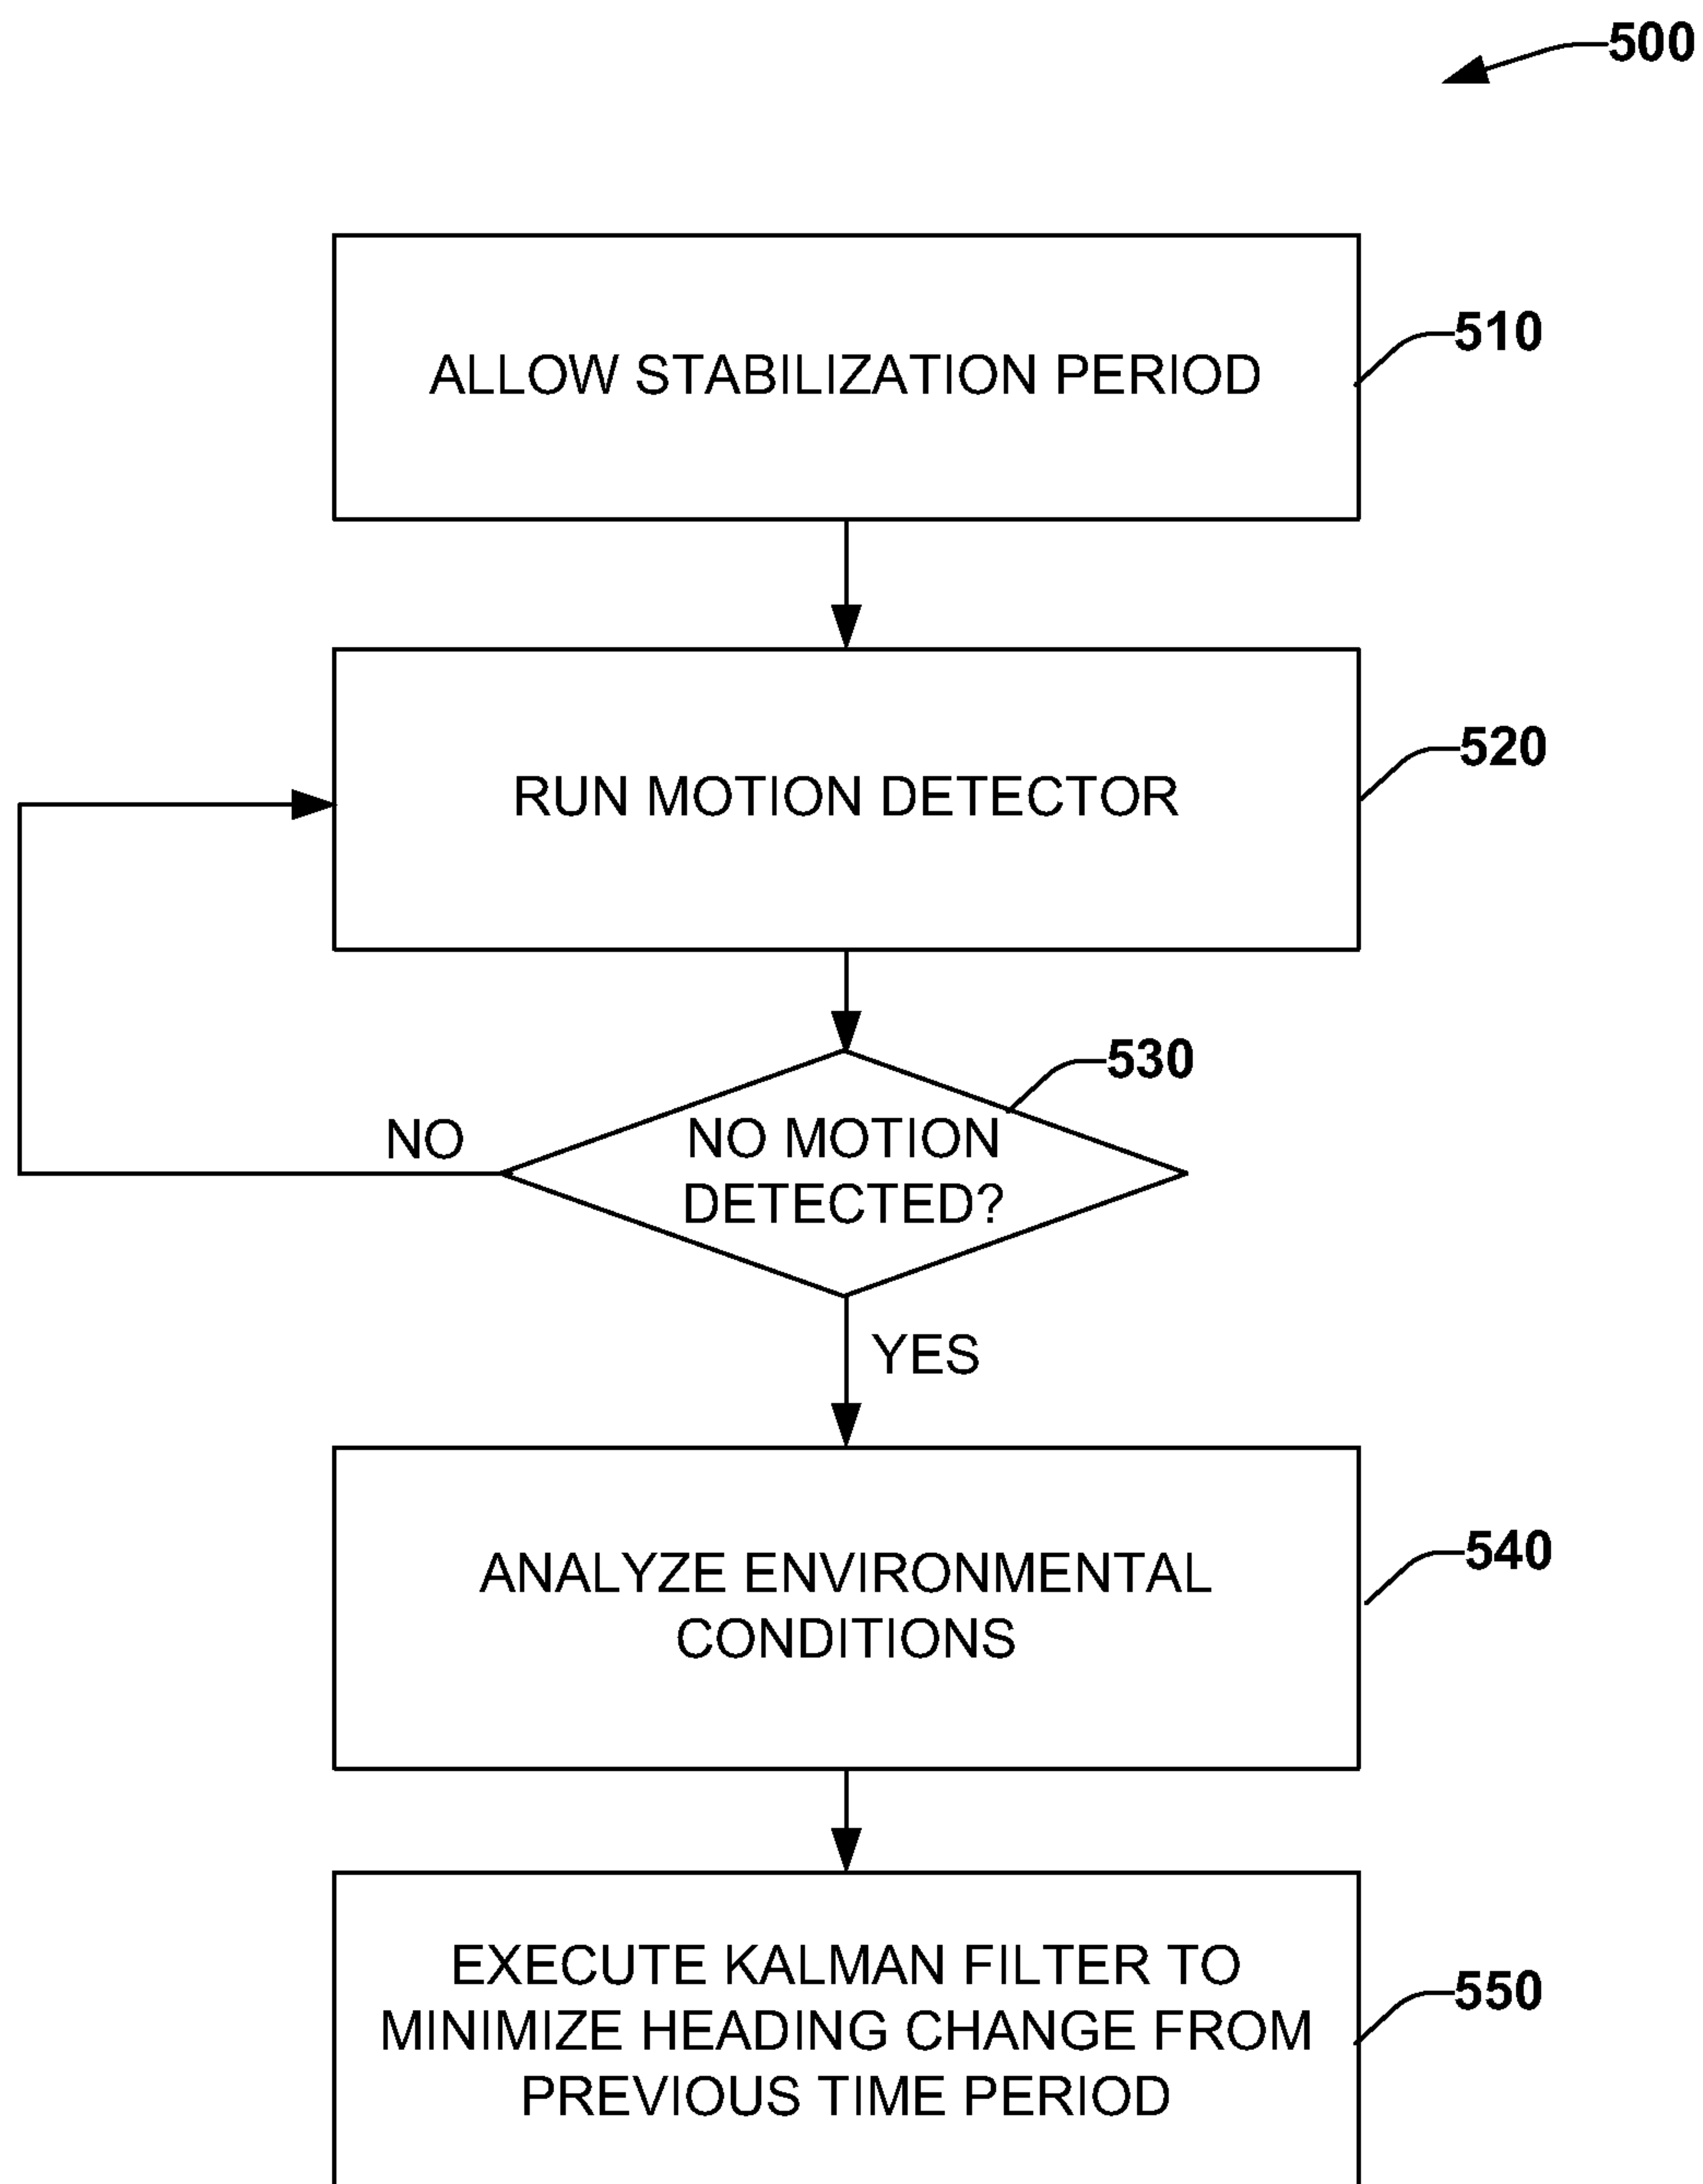 500
ALLOW STABILIZATION PERIOD
510
RUN MOTION DETECTOR
520
530
NO MOTION
DETECTED?
NO
YES
ANALYZE ENVIRONMENTAL
CONDITIONS
540
EXECUTE KALMAN FILTER TO
MINIMIZE HEADING CHANGE FROM
PREVIOUS TIME PERIOD
550